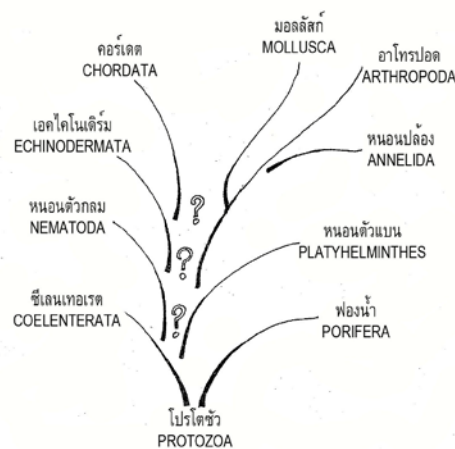 คอร์เดต
CHORDATA
มอลลัสก์
MOLLUSCA
อาโทรปอด
ARTHROPODA
เอคไคโนเดิร์ม
ECHINODERMATA
หนอนปล้อง
ANNELIDA
?
หนอนตัวกลม
NEMATODA
หนอนตัวแบน
PLATYHELMINTHES
?
ซีเลนเทอเรต
COELENTERATA
ฟองน้ำ
PORIFERA
?
โปรโตซัว
PROTOZOA